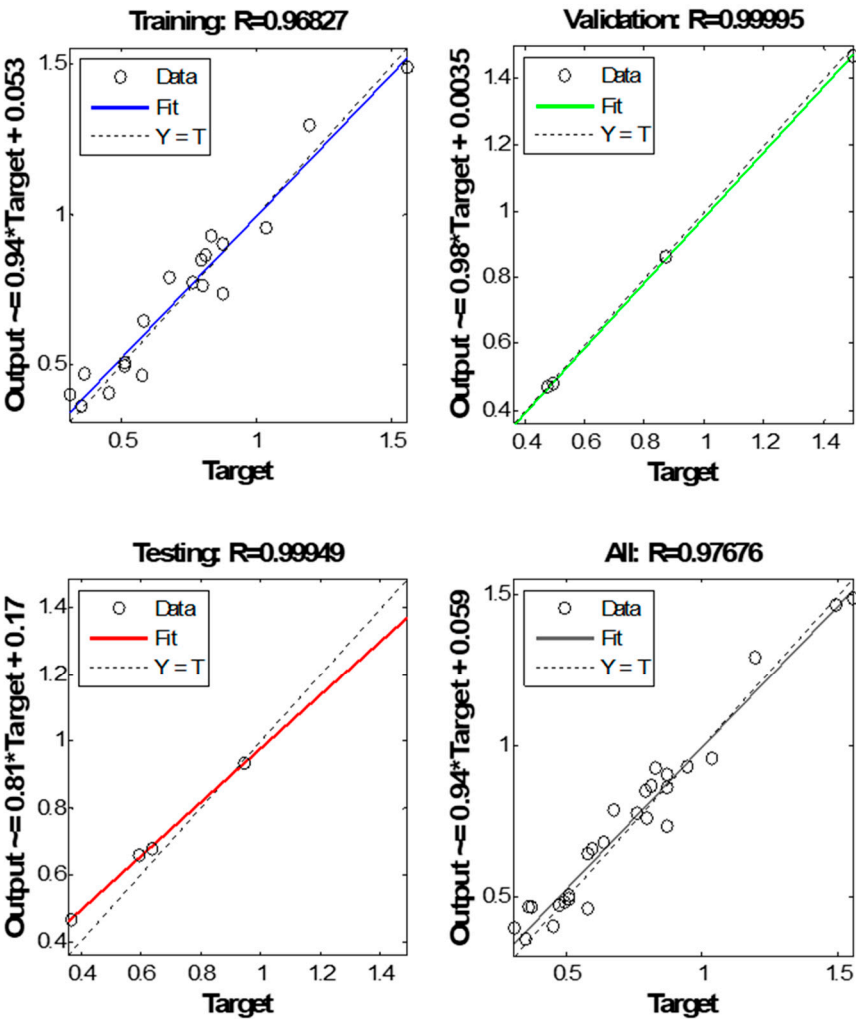 Training: R=0.96827
Output ~= 0.94*Target + 0.053
1.5
1
0.5
Data
Fit
Y = T
0.5 1 1.5
Target
Validation: R=0.99995
Output ~= 0.98*Target + 0.0035
1.4
1.2
1
0.8
0.6
0.4
Data
Fit
Y = T
0.4 0.6 0.8 1 1.2 1.4
Target
Testing: R=0.99949
Output ~= 0.81*Target + 0.17
1.4
1.2
1
0.8
0.6
0.4
Data
Fit
Y = T
0.4 0.6 0.8 1 1.2 1.4
Target
All: R=0.97676
Output ~= 0.94*Target + 0.059
1.5
1
0.5
Data
Fit
Y = T
0.5 1 1.5
Target